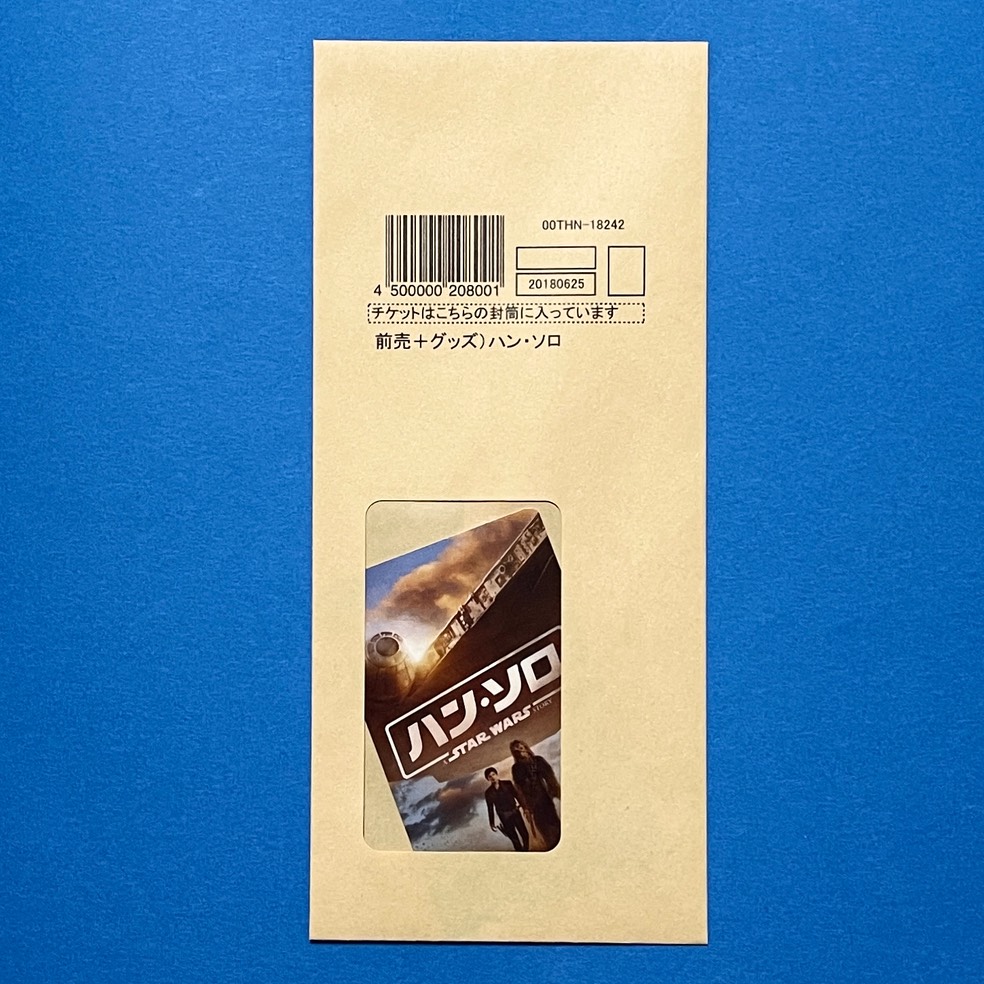 00THN-18242
4 500000 208001
20180625
チケットはこちらの封筒に入っています
前売＋グッズ)ハン・ソロ
ハン・ソロ
A STAR WARS STORY